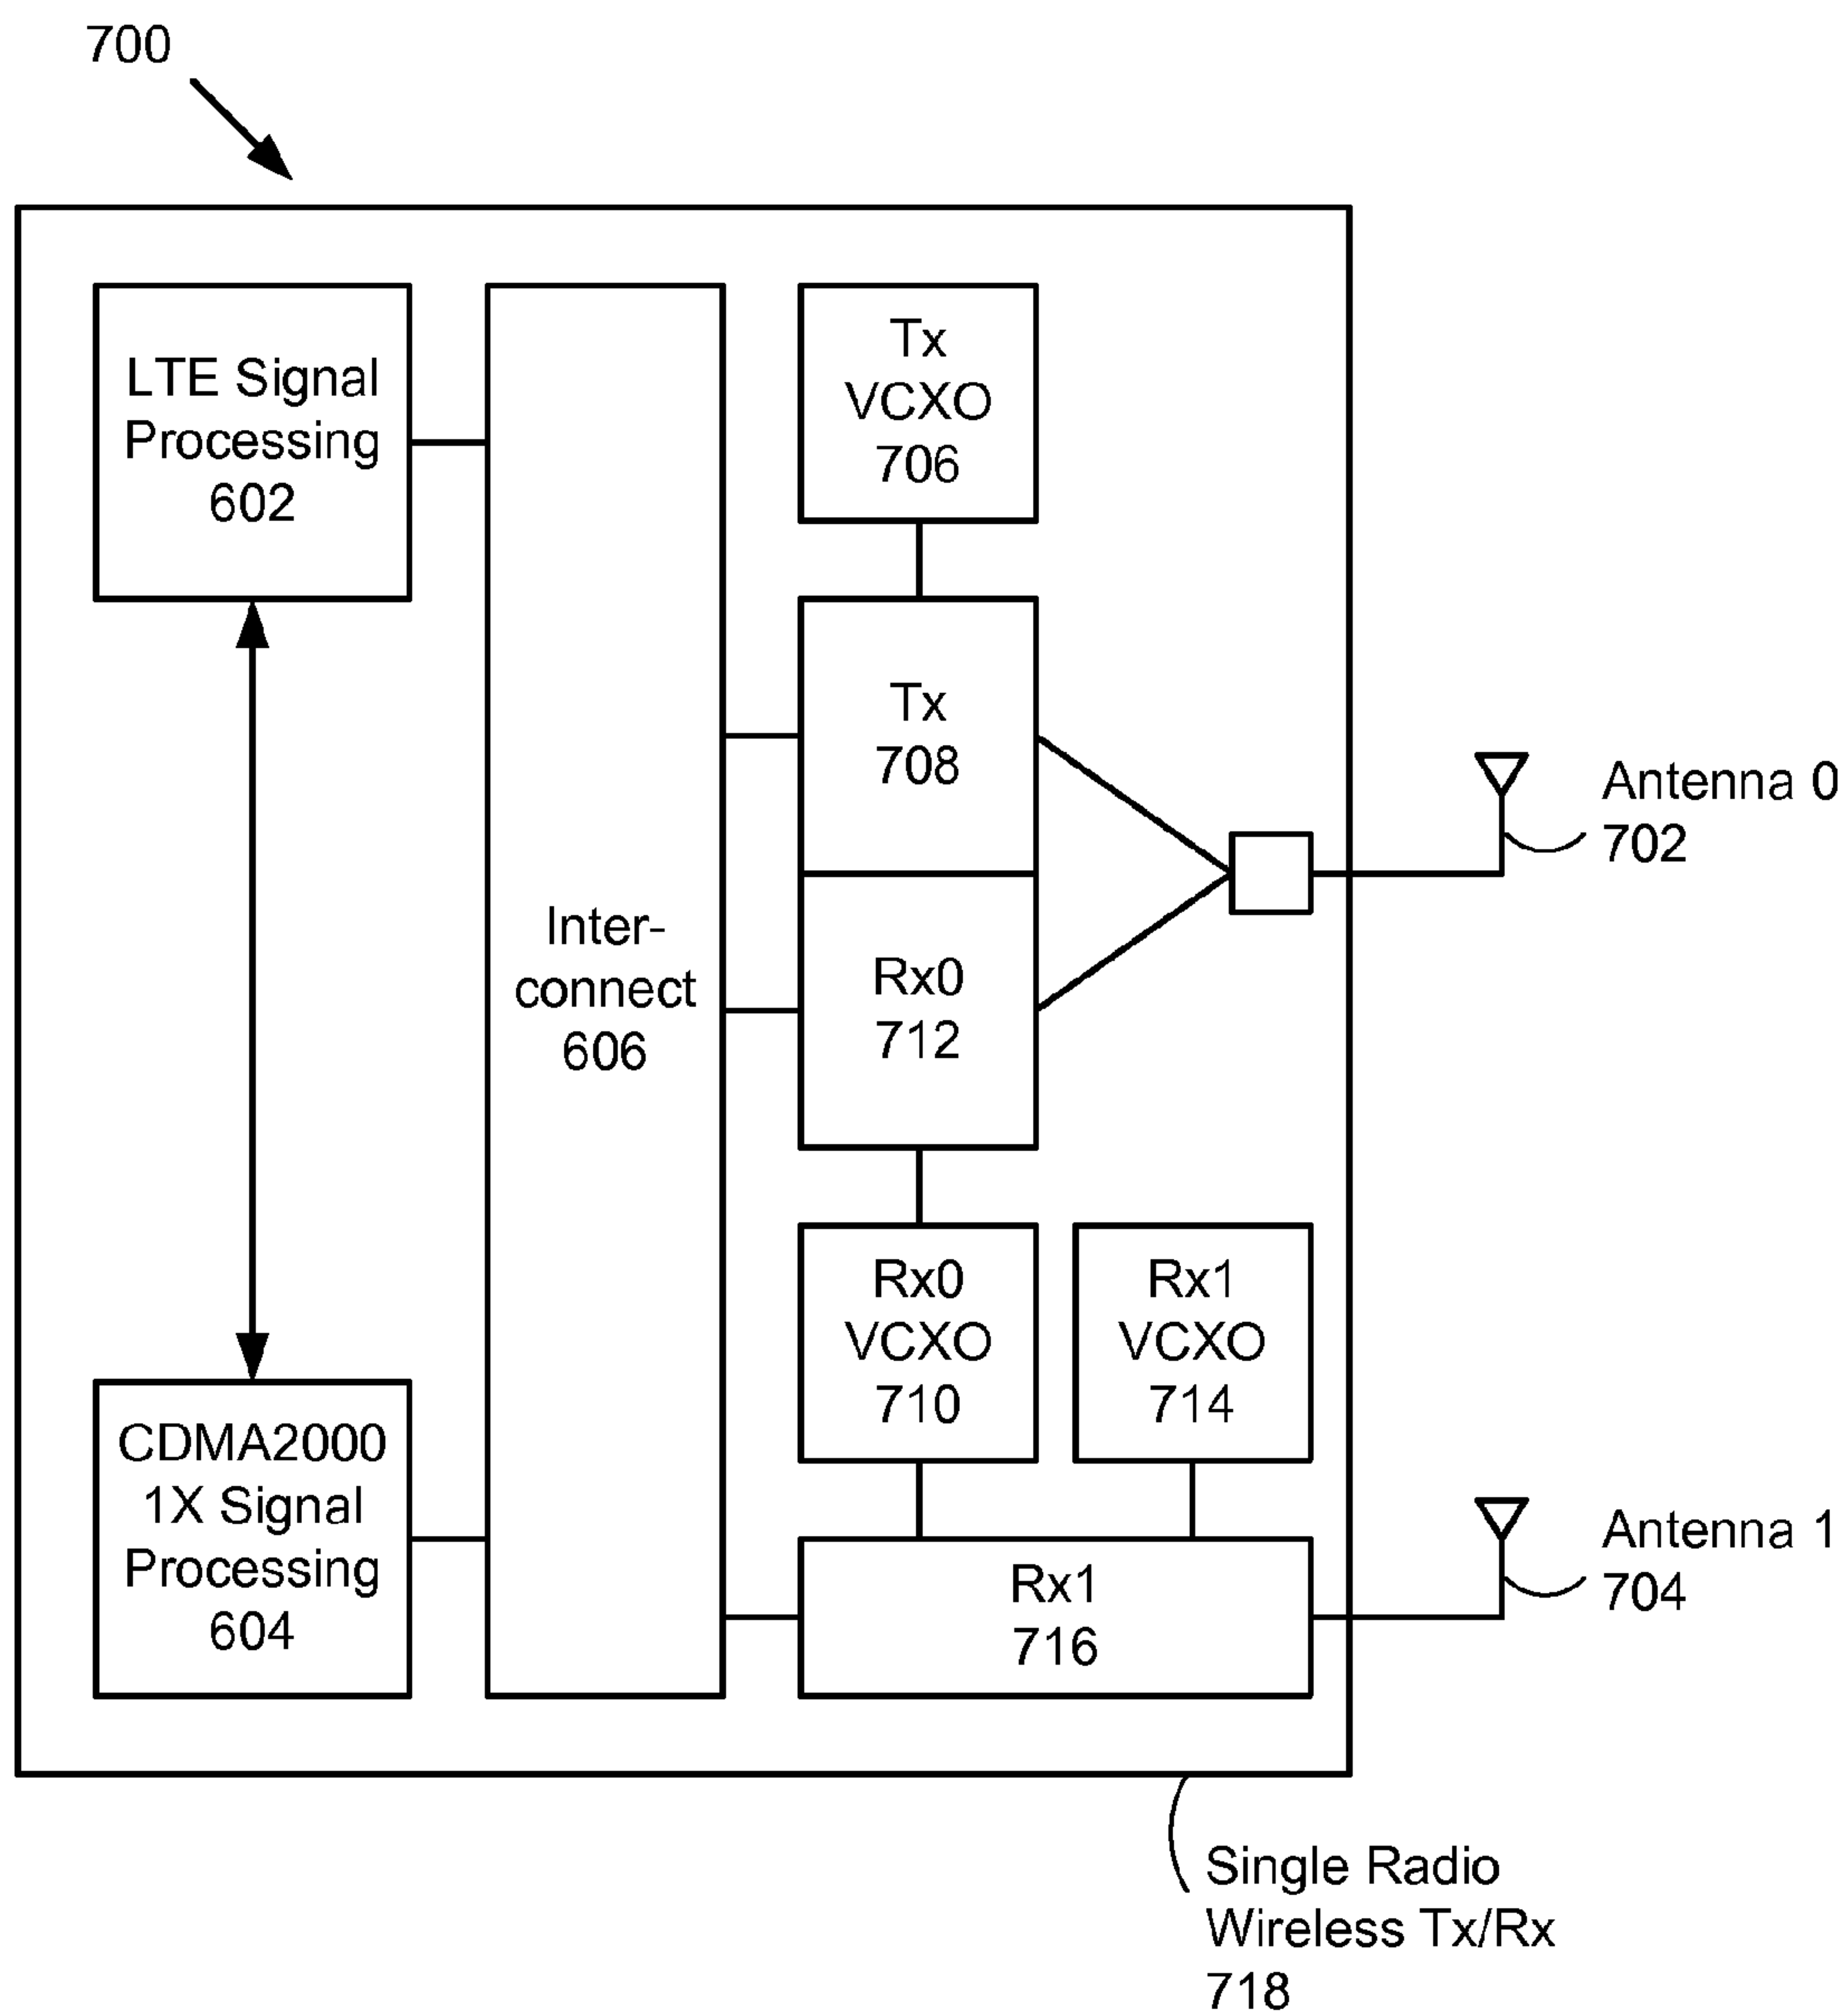 700
LTE Signal
Processing
602
Tx
VCXO
706
Tx
708
Antenna 0
702
Inter-
connect
606
Rx0
712
Rx0
VCXO
710
Rx1
VCXO
714
CDMA2000
1X Signal
Processing
604
Rx1
716
Antenna 1
704
Single Radio
Wireless Tx/Rx
718